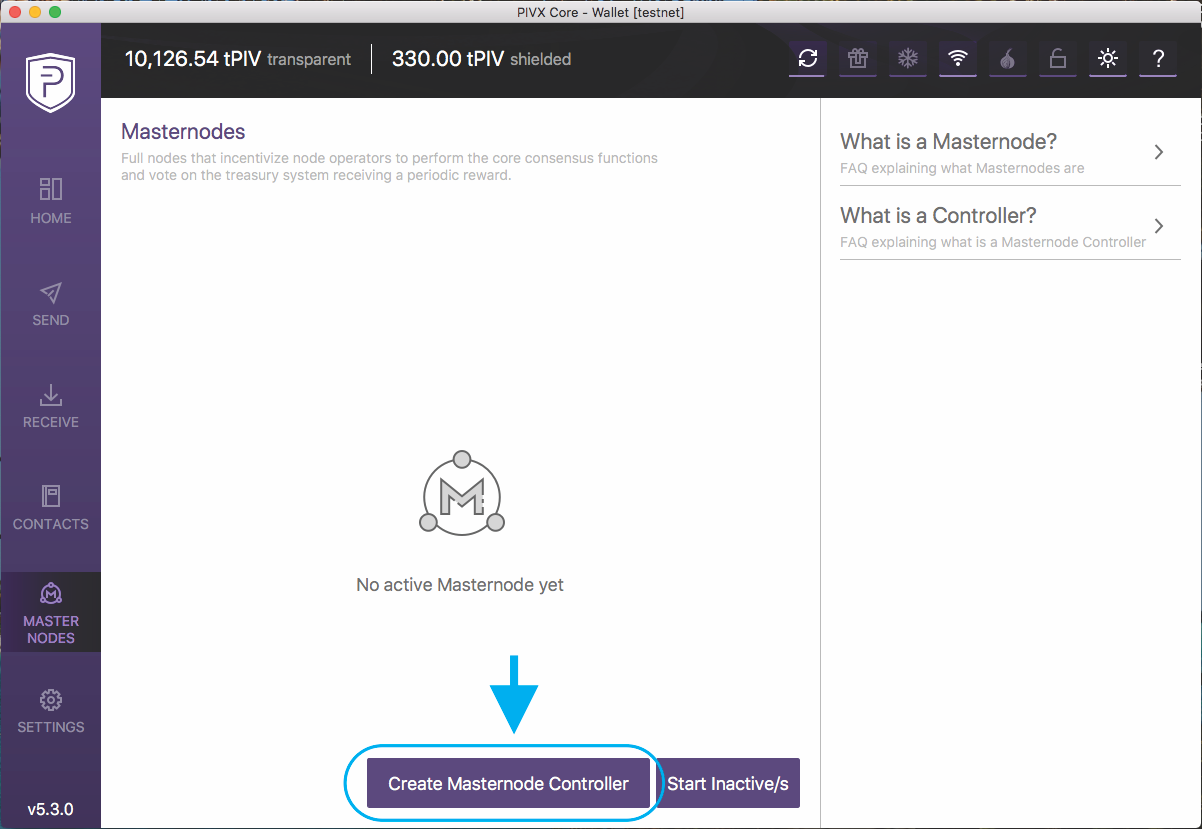 PIVX Core - Wallet [testnet]
10,126.54 tPIV transparent
330.00 tPIV shielded
?
HOME
SEND
RECEIVE
CONTACTS
MASTER
NODES
SETTINGS
v5.3.0
Masternodes
Full nodes that incentivize node operators to perform the core consensus functions
and vote on the treasury system receiving a periodic reward.
M
No active Masternode yet
Create Masternode Controller
Start Inactive/s
What is a Masternode?
FAQ explaining what Masternodes are
What is a Controller?
FAQ explaining what is a Masternode Controller